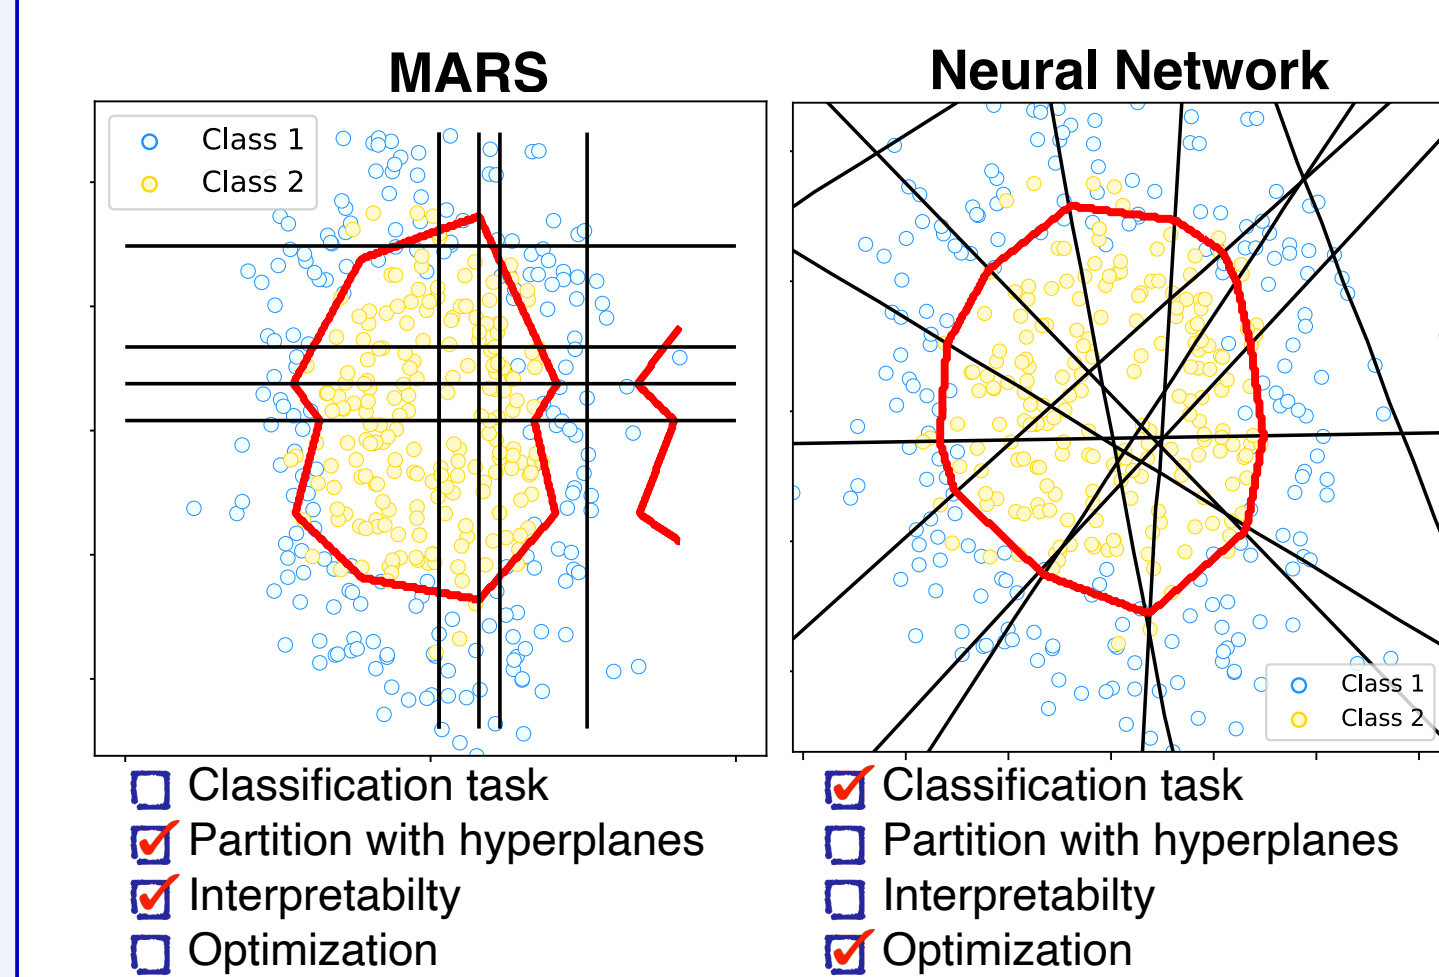 MARS
Class 1
Class 2
Classification task
Partition with hyperplanes
Interpretabilty
Optimization
Neural Network
Class 1
Class 2
Classification task
Partition with hyperplanes
Interpretabilty
Optimization